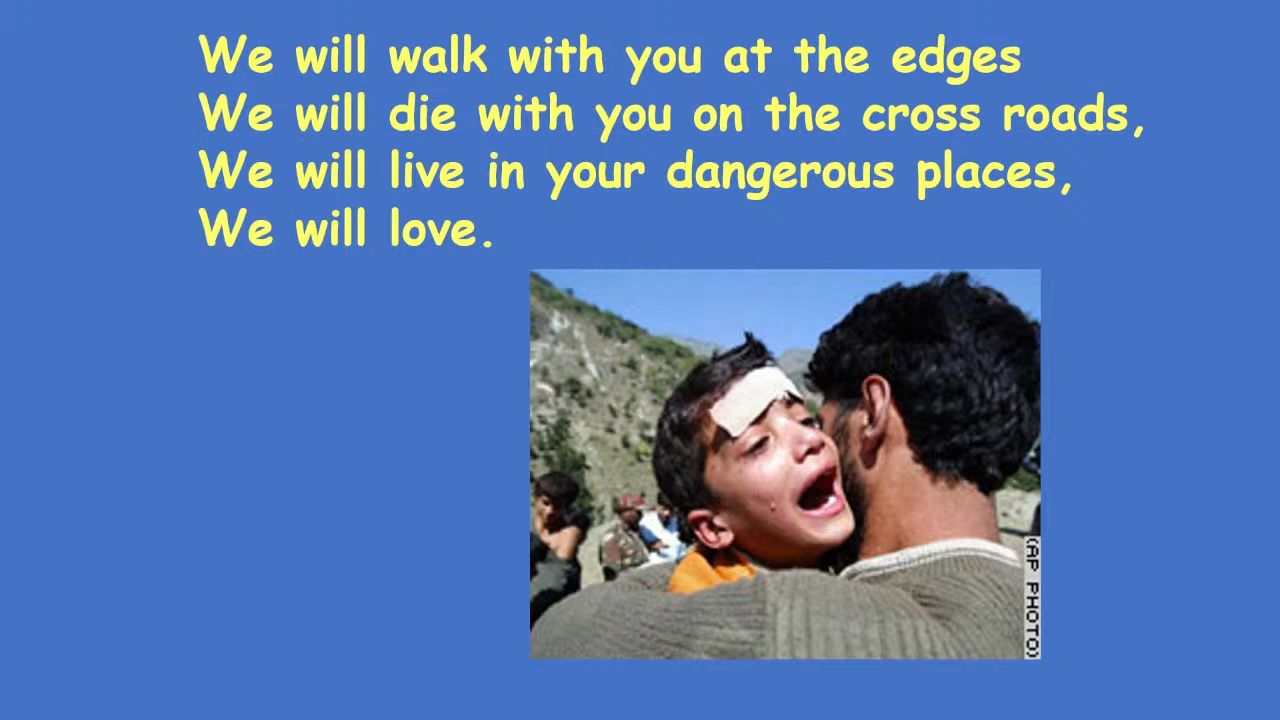 We will walk with you at the edges
We will die with you on the cross roads,
We will live in your dangerous places,
We will love.
(AP PHOTO)